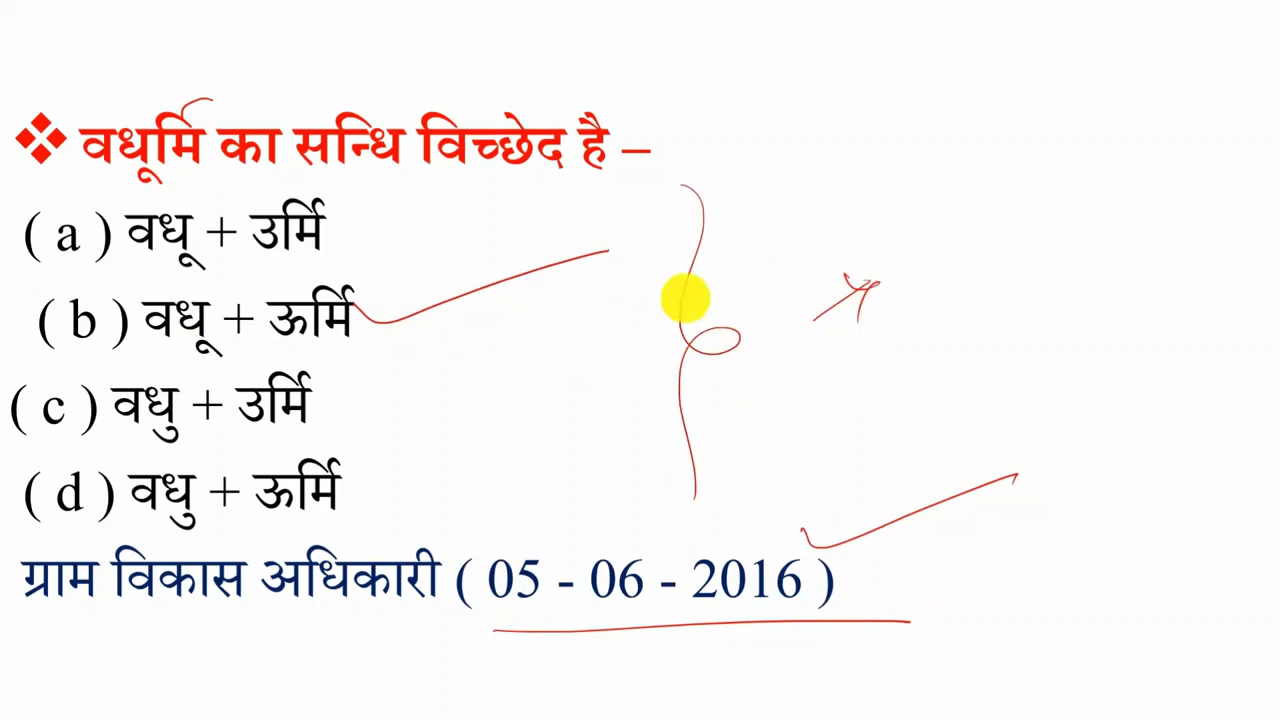 ❖ वधूमि का सन्धि विच्छेद है –
( a ) वधू + उर्मि
( b ) वधू + ऊर्मि
( c ) वधु + उर्मि
( d ) वधु + ऊर्मि
ग्राम विकास अधिकारी ( 05 - 06 - 2016 )